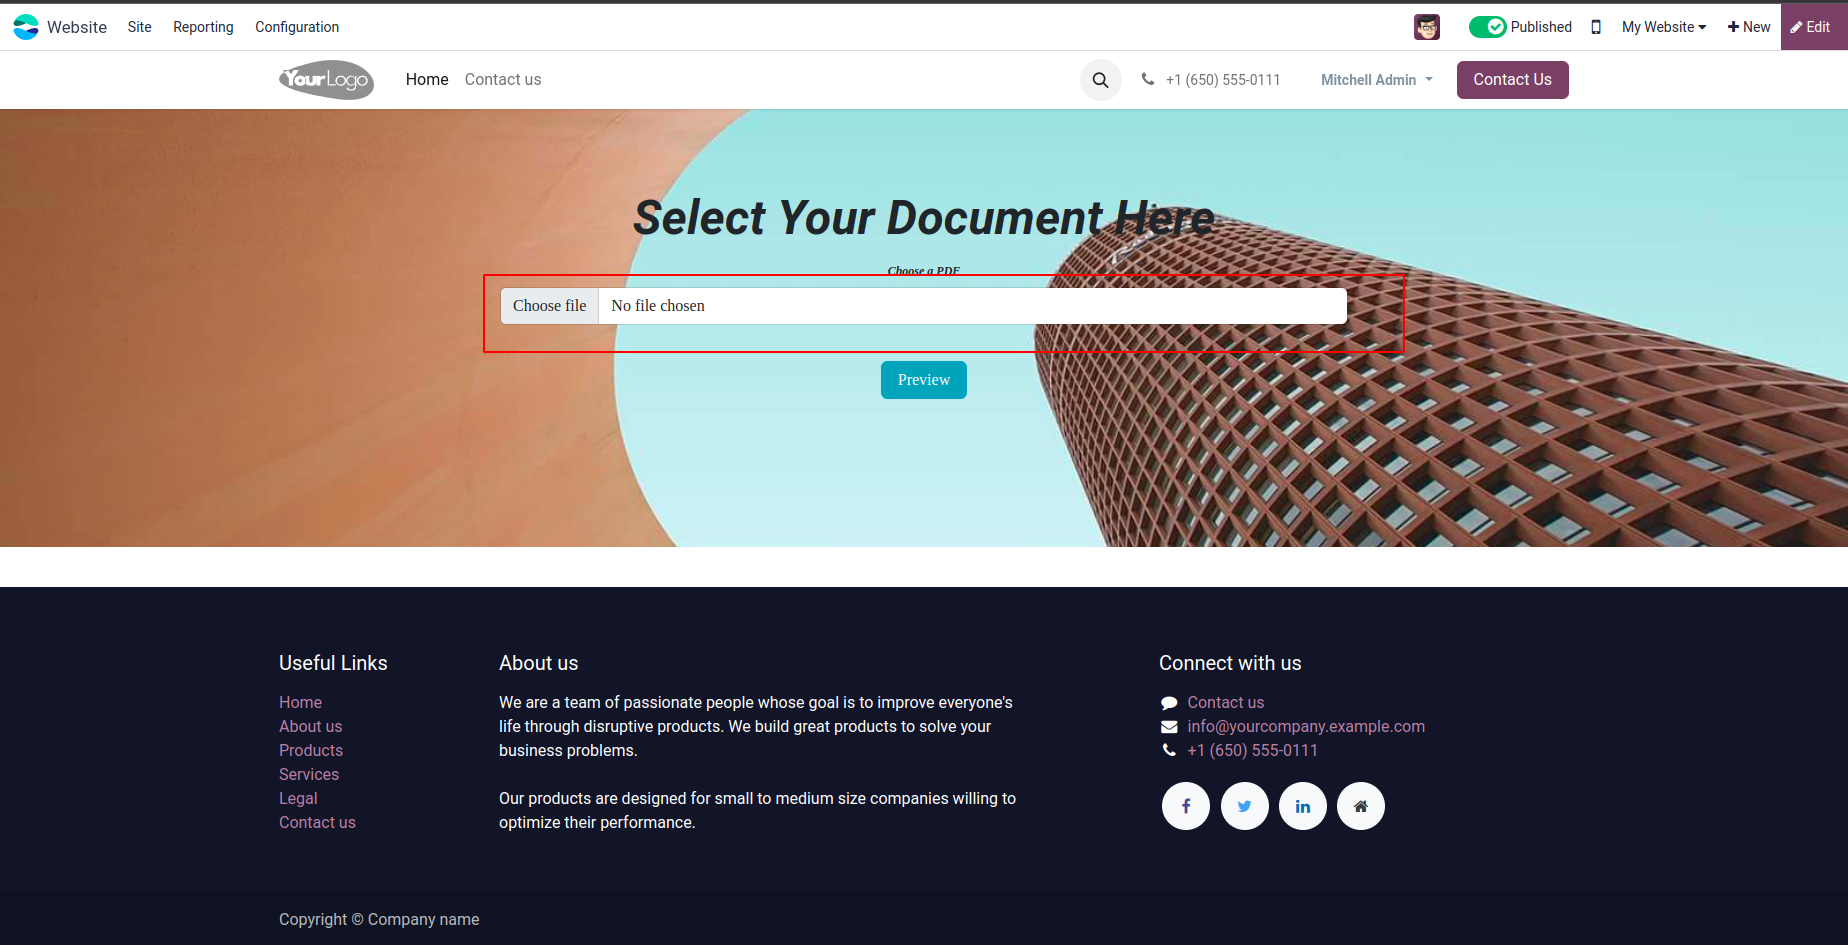 Website Site Reporting Configuration Published My Website New Edit
YourLogo Home Contact us +1 (650) 555-0111 Mitchell Admin Contact Us
Select Your Document Here
Choose a PDF
Choose file No file chosen
Preview
Useful Links
Home
About us
Products
Services
Legal
Contact us
About us
We are a team of passionate people whose goal is to improve everyone's
life through disruptive products. We build great products to solve your
business problems.
Our products are designed for small to medium size companies willing to
optimize their performance.
Connect with us
Contact us
info@yourcompany.example.com
+1 (650) 555-0111
Copyright © Company name